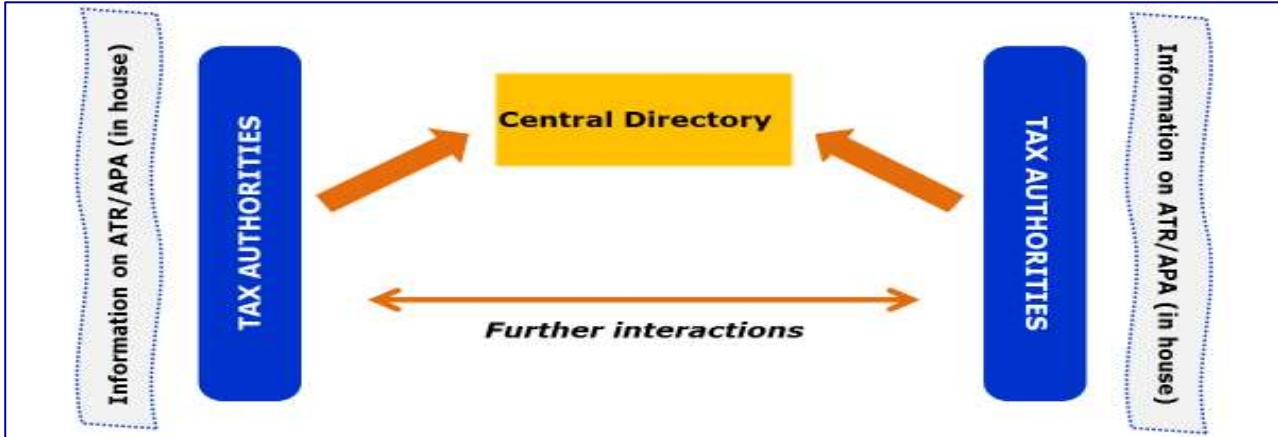 Information on ATR/APA (in house)
TAX AUTHORITIES
Central Directory
Further interactions
TAX AUTHORITIES
Information on ATR/APA (in house)